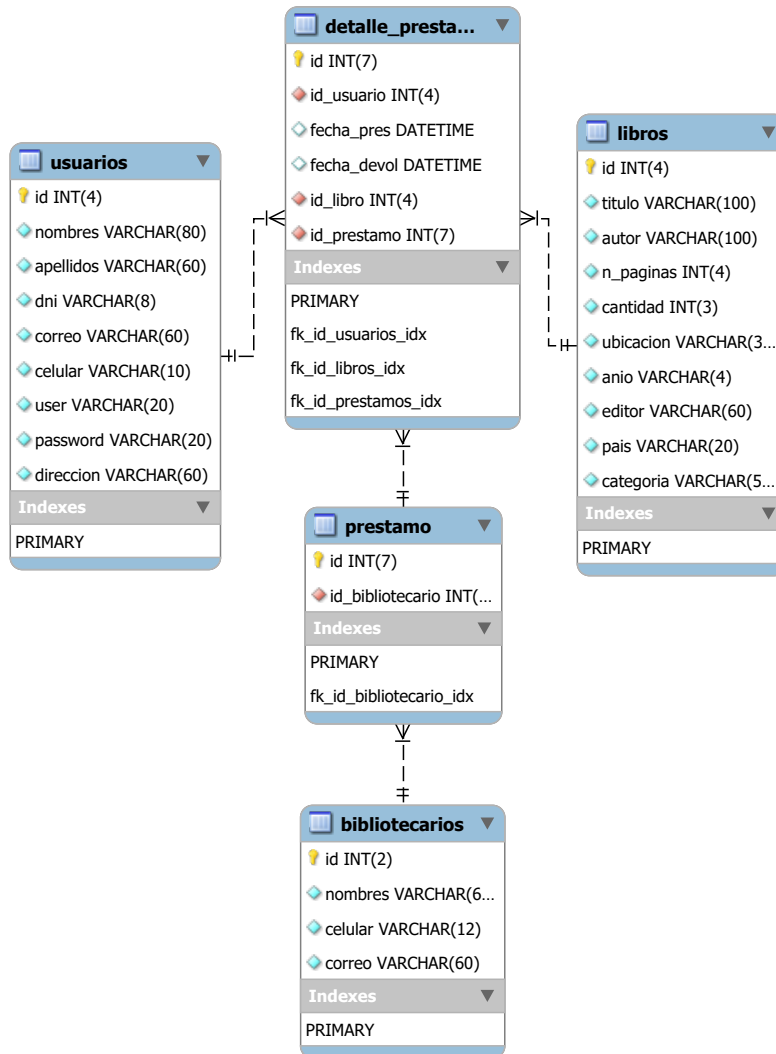 detalle_presta...
id INT(7)
id_usuario INT(4)
fecha_pres DATETIME
fecha_devol DATETIME
id_libro INT(4)
id_prestamo INT(7)
Indexes
PRIMARY
fk_id_usuarios_idx
fk_id_libros_idx
fk_id_prestamos_idx
usuarios
id INT(4)
nombres VARCHAR(80)
apellidos VARCHAR(60)
dni VARCHAR(8)
correo VARCHAR(60)
celular VARCHAR(10)
user VARCHAR(20)
password VARCHAR(20)
direccion VARCHAR(60)
Indexes
PRIMARY
libros
id INT(4)
titulo VARCHAR(100)
autor VARCHAR(100)
n_paginas INT(4)
cantidad INT(3)
ubicacion VARCHAR(3...
anio VARCHAR(4)
editor VARCHAR(60)
pais VARCHAR(20)
categoria VARCHAR(5...
Indexes
PRIMARY
prestamo
id INT(7)
id_bibliotecario INT(...
Indexes
PRIMARY
fk_id_bibliotecario_idx
bibliotecarios
id INT(2)
nombres VARCHAR(6...
celular VARCHAR(12)
correo VARCHAR(60)
Indexes
PRIMARY